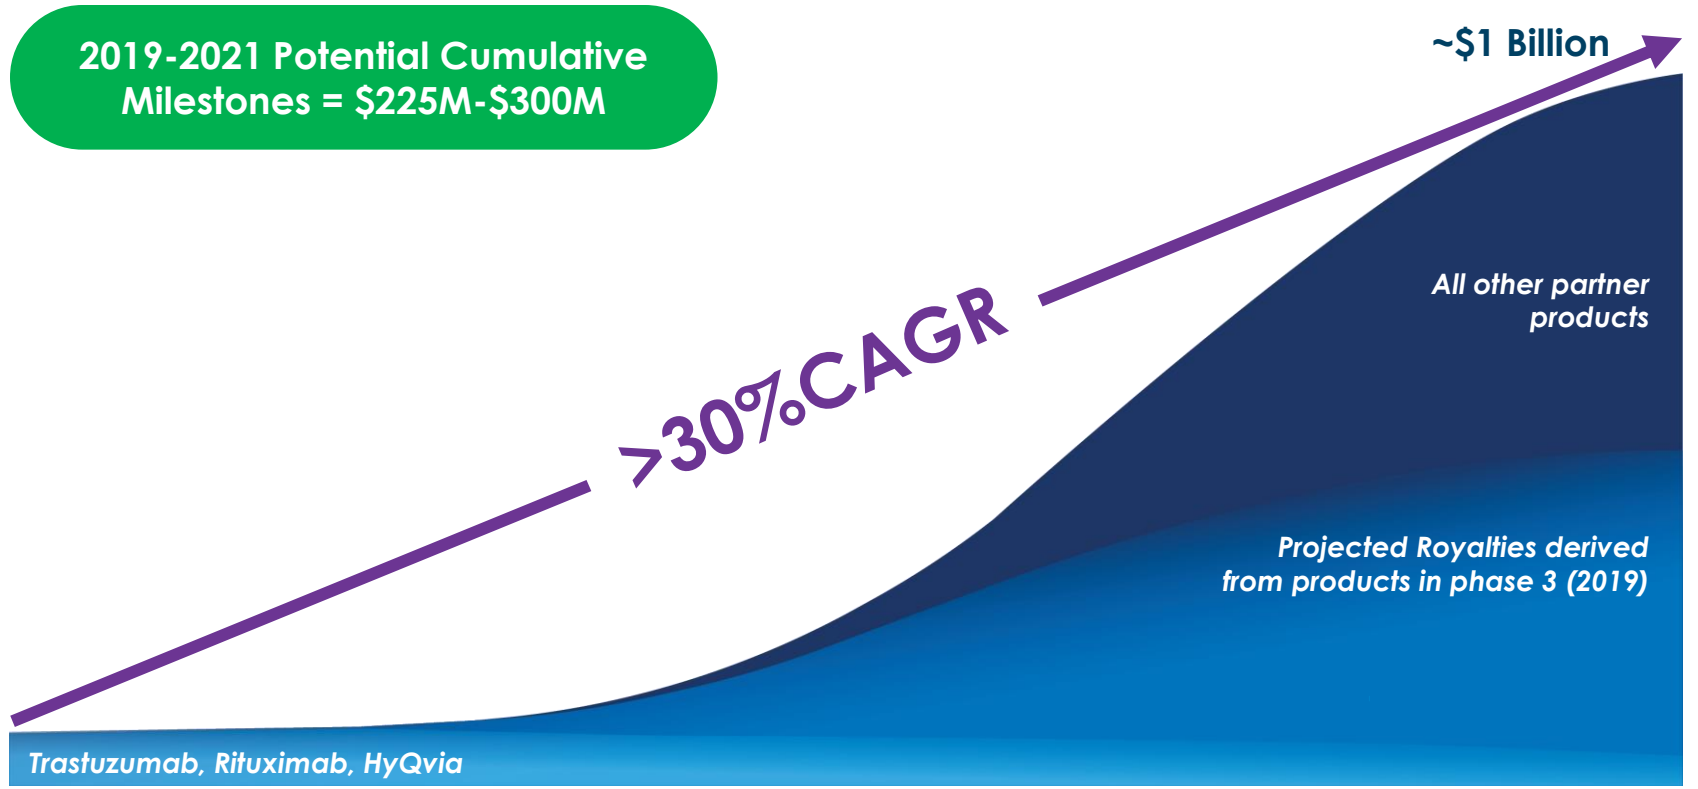 2019-2021 Potential Cumulative
Milestones = $225M-$300M
~$1 Billion
>30%CAGR
All other partner
products
Projected Royalties derived
from products in phase 3 (2019)
Trastuzumab, Rituximab, HyQvia